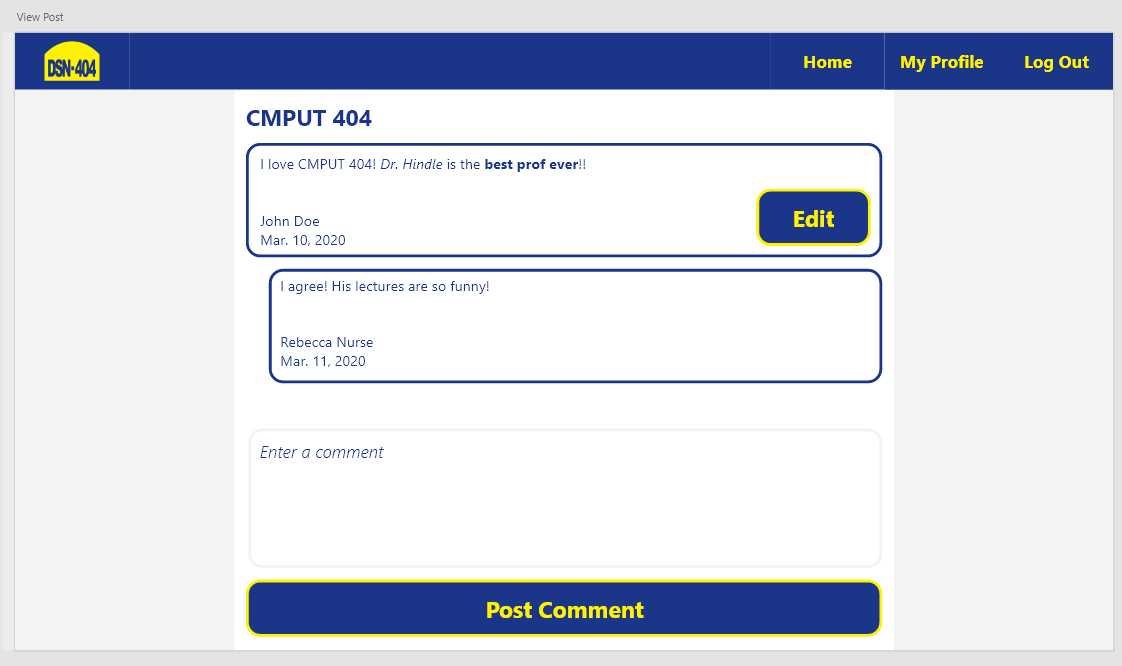 View Post
DSN-404
Home
My Profile
Log Out
CMPUT 404
I love CMPUT 404! Dr. Hindle is the best prof ever!!
Edit
John Doe
Mar. 10, 2020
I agree! His lectures are so funny!
Rebecca Nurse
Mar. 11, 2020
Enter a comment
Post Comment